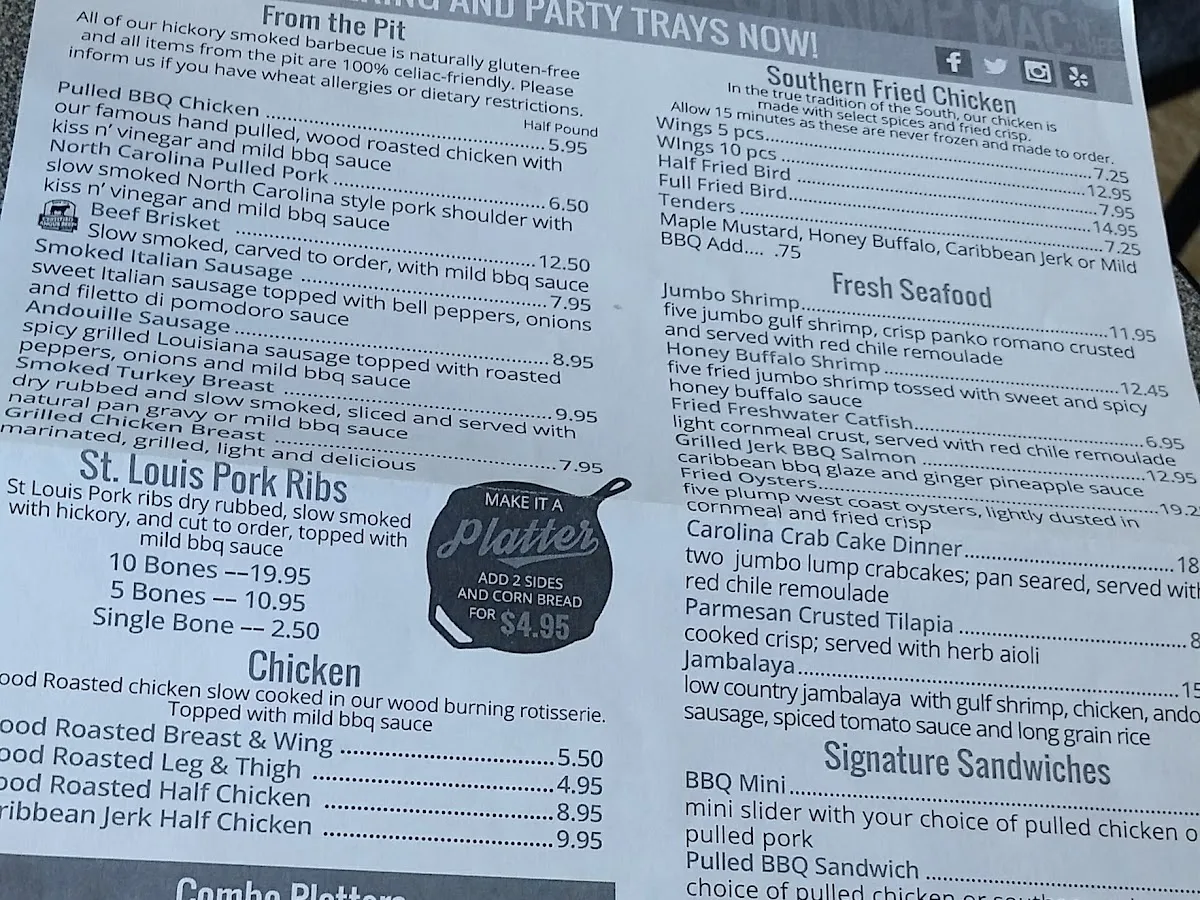 AND PARTY TRAYS NOW!
SHRIMP MAC
From the Pit
All of our hickory smoked barbecue is naturally gluten-free
and all items from the pit are 100% celiac-friendly. Please
inform us if you have wheat allergies or dietary restrictions.
Half Pound
Pulled BBQ Chicken ........ 5.95
our famous hand pulled, wood roasted chicken with
kiss n' vinegar and mild bbq sauce
North Carolina Pulled Pork ........ 6.50
slow smoked North Carolina style pork shoulder with
kiss n' vinegar and mild bbq sauce
Beef Brisket ........ 12.50
Slow smoked, carved to order, with mild bbq sauce
Smoked Italian Sausage ........ 7.95
sweet Italian sausage topped with bell peppers, onions
and filetto di pomodoro sauce
Andouille Sausage ........ 8.95
spicy grilled Louisiana sausage topped with roasted
peppers, onions and mild bbq sauce
Smoked Turkey Breast ........ 9.95
dry rubbed and slow smoked, sliced and served with
natural pan gravy or mild bbq sauce
Grilled Chicken Breast ........ 7.95
marinated, grilled, light and delicious
St. Louis Pork Ribs
St Louis Pork ribs dry rubbed, slow smoked
with hickory, and cut to order, topped with
mild bbq sauce
10 Bones ––19.95
5 Bones –– 10.95
Single Bone –– 2.50
MAKE IT A
Platter
ADD 2 SIDES
AND CORN BREAD
FOR $4.95
Chicken
ood Roasted chicken slow cooked in our wood burning rotisserie.
Topped with mild bbq sauce
ood Roasted Breast & Wing ........ 5.50
ood Roasted Leg & Thigh ........ 4.95
ood Roasted Half Chicken ........ 8.95
ribbean Jerk Half Chicken ........ 9.95
Combo Platters
Southern Fried Chicken
In the true tradition of the South, our chicken is
made with select spices and fried crisp.
Allow 15 minutes as these are never frozen and made to order.
Wings 5 pcs ........ 7.25
WIngs 10 pcs ........ 12.95
Half Fried Bird ........ 7.95
Full Fried Bird ........ 14.95
Tenders ........ 7.25
Maple Mustard, Honey Buffalo, Caribbean Jerk or Mild
BBQ Add.... .75
Fresh Seafood
Jumbo Shrimp ........ 11.95
five jumbo gulf shrimp, crisp panko romano crusted
and served with red chile remoulade
Honey Buffalo Shrimp ........ 12.45
five fried jumbo shrimp tossed with sweet and spicy
honey buffalo sauce
Fried Freshwater Catfish ........ 6.95
light cornmeal crust, served with red chile remoulade
Grilled Jerk BBQ Salmon ........ 12.95
caribbean bbq glaze and ginger pineapple sauce
Fried Oysters ........ 19.2
five plump west coast oysters, lightly dusted in
cornmeal and fried crisp
Carolina Crab Cake Dinner ........ 18
two jumbo lump crabcakes; pan seared, served with
red chile remoulade
Parmesan Crusted Tilapia ........ 8
cooked crisp; served with herb aioli
Jambalaya ........ 15
low country jambalaya with gulf shrimp, chicken, ando
sausage, spiced tomato sauce and long grain rice
Signature Sandwiches
BBQ Mini ........
mini slider with your choice of pulled chicken o
pulled pork
Pulled BBQ Sandwich ........
choice of pulled chicken or